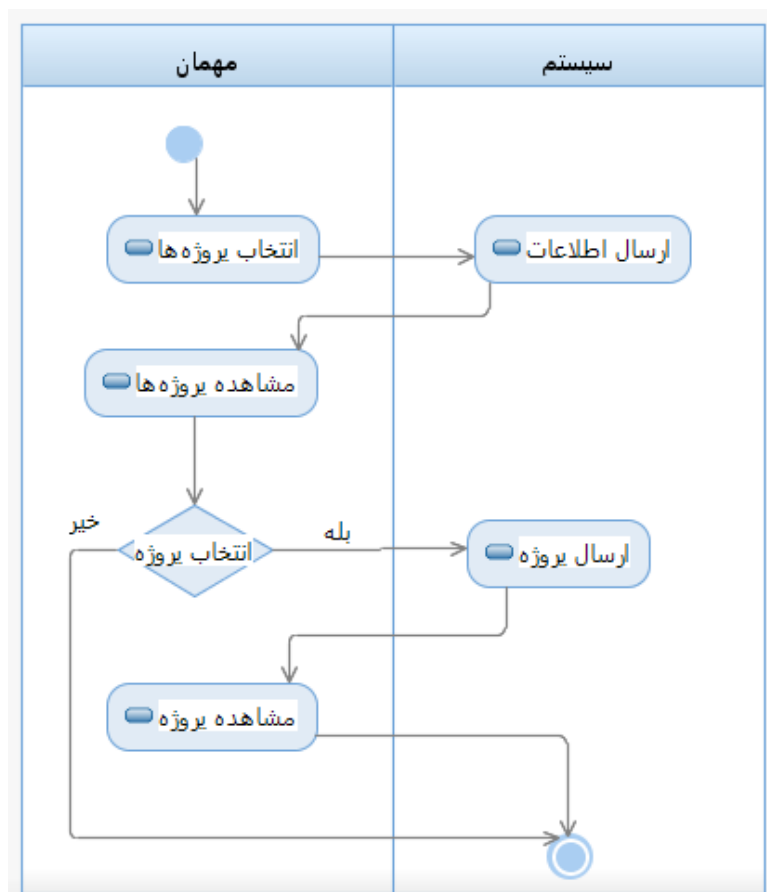 مهمان
سیستم
انتخاب پروژه‌ها
ارسال اطلاعات
مشاهده پروژه‌ها
خیر
انتخاب پروژه
بله
ارسال پروژه
مشاهده پروژه